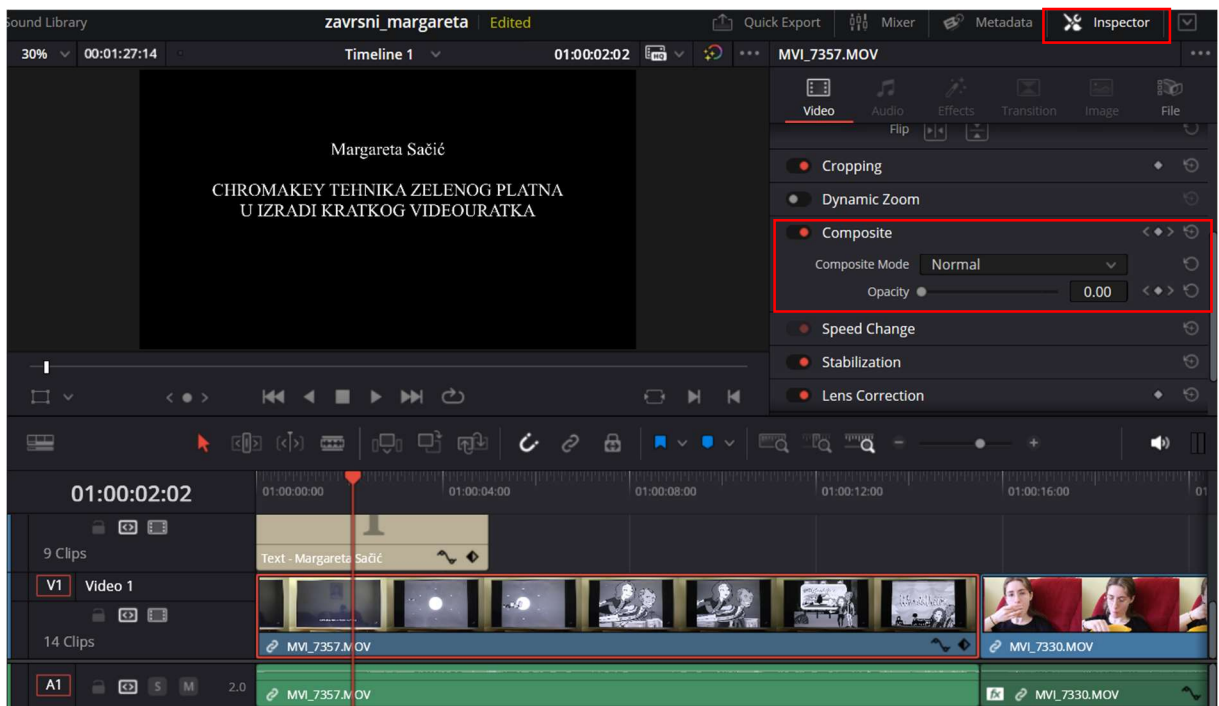 Sound Library
zavrsni_margareta Edited
Quick Export Mixer Metadata Inspector
30% 00:01:27:14 Timeline 1 01:00:02:02 HQ
MVI_7357.MOV
Video Audio Effects Transition Image File
Flip
Cropping
Dynamic Zoom
Composite
Composite Mode Normal
Opacity 0.00
Speed Change
Stabilization
Lens Correction
Margareta Sačić
CHROMAKEY TEHNIKA ZELENOG PLATNA
U IZRADI KRATKOG VIDEOURATKA
01:00:02:02
01:00:00:00 01:00:04:00 01:00:08:00 01:00:12:00 01:00:16:00 01
9 Clips
Text - Margareta Sačić
V1 Video 1
14 Clips
MVI_7357.MOV MVI_7330.MOV
A1 S M 2.0
MVI_7357.MOV fx MVI_7330.MOV